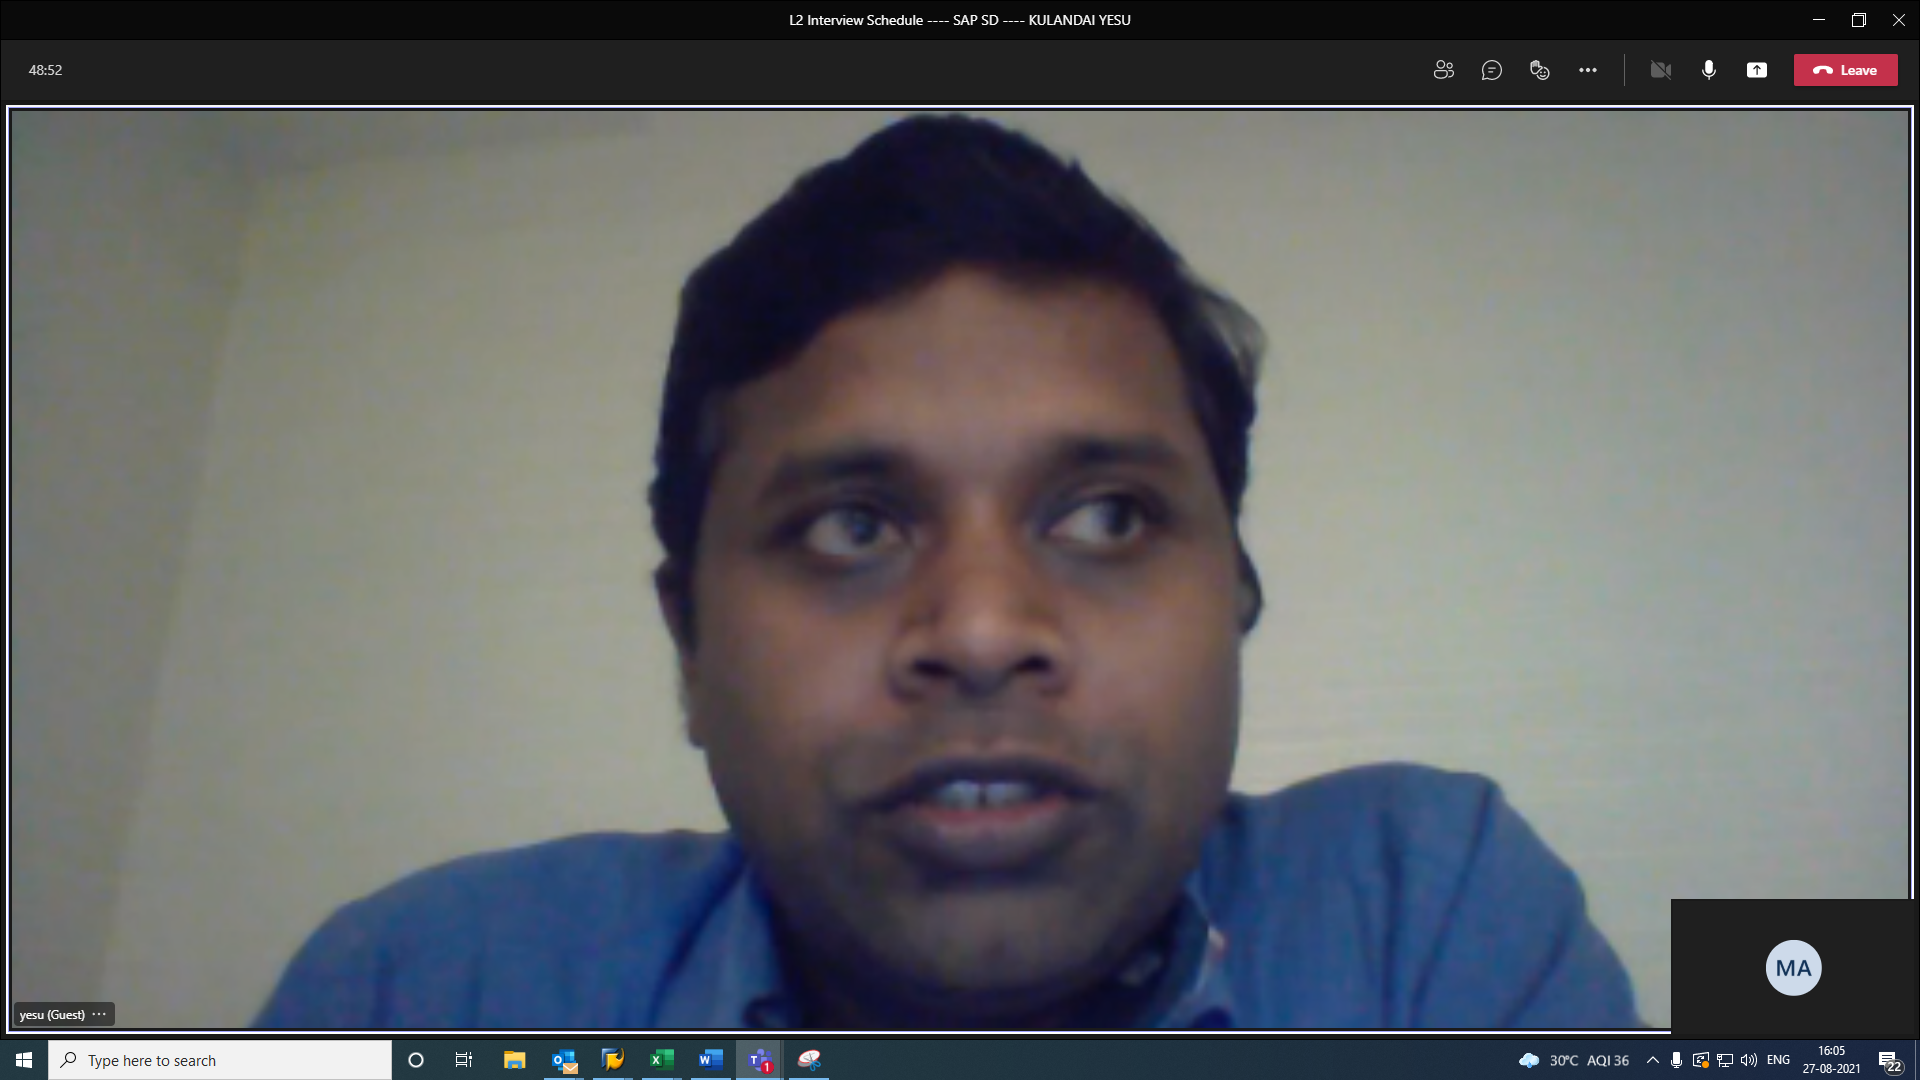 L2 Interview Schedule ---- SAP SD ---- KULANDAI YESU
48:52
Leave
MA
yesu (Guest)
Type here to search
1
30°C AQI 36
ENG
16:05
27-08-2021
22